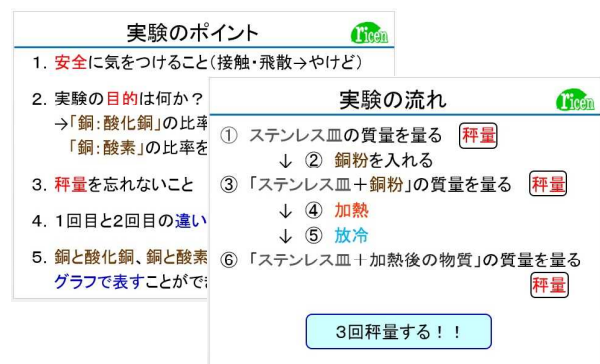 実験のポイント
ricen
1. 安全に気をつけること(接触・飛散→やけど)
2. 実験の目的は何か?
→「銅:酸化銅」の比率
「銅:酸素」の比率を
3. 秤量を忘れないこと
4. 1回目と2回目の違い
5. 銅と酸化銅、銅と酸素
グラフで表すことがで
実験の流れ
ricen
① ステンレス皿の質量を量る 秤量
↓ ② 銅粉を入れる
③ 「ステンレス皿+銅粉」の質量を量る 秤量
↓ ④ 加熱
↓ ⑤ 放冷
⑥ 「ステンレス皿+加熱後の物質」の質量を量る
秤量
3回秤量する!!